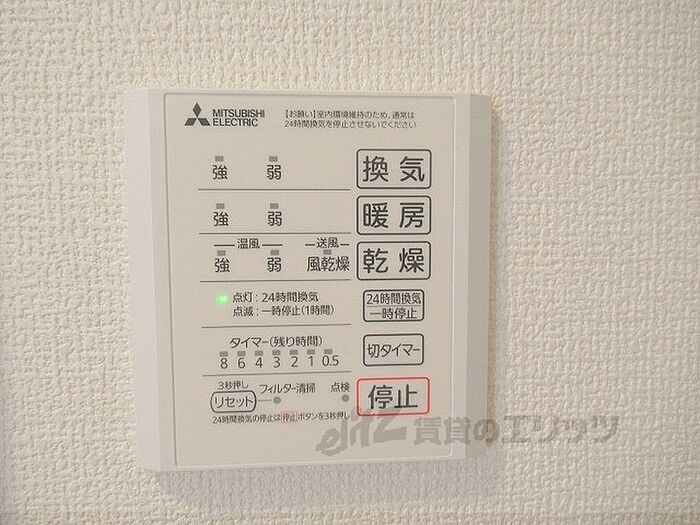 MITSUBISHI
ELECTRIC
【お願い】室内環境維持のため、通常は
24時間換気を停止させないでください
強 弱 換気
強 弱 暖房
温風 送風
強 弱 風乾燥 乾燥
点灯:24時間換気
点滅:一時停止(1時間)
24時間換気
一時停止
タイマー(残り時間)
8 6 4 3 2 1 0.5
切タイマー
3秒押し
リセット フィルター清掃 点検
停止
24時間換気の停止は停止ボタンを3秒押し
eltz 賃貸のエリッツ